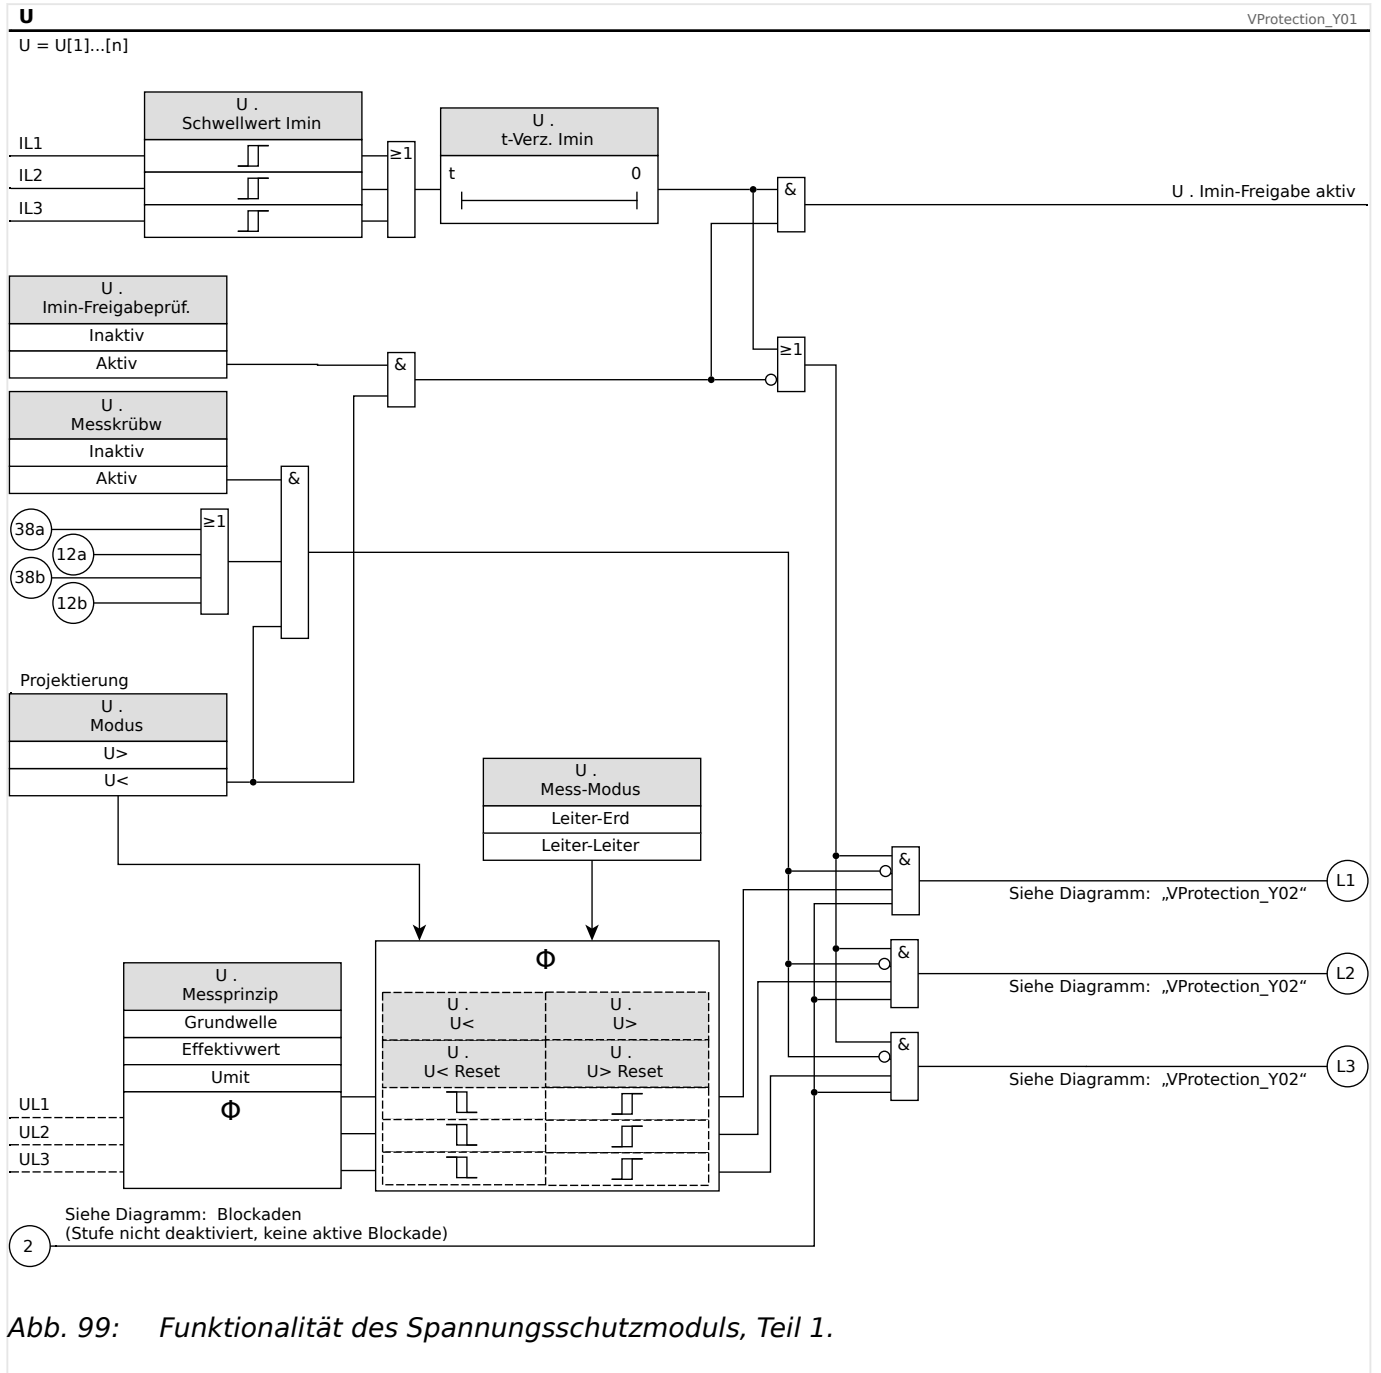 U
VProtection_Y01
U = U[1]...[n]
U .
Schwellwert Imin
IL1
IL2
IL3
≥1
U .
t-Verz. Imin
t
0
&
U . Imin-Freigabe aktiv
U .
Imin-Freigabeprüf.
Inaktiv
Aktiv
&
≥1
U .
Messkrübw
Inaktiv
Aktiv
&
38a
12a
38b
12b
≥1
Projektierung
U .
Modus
U>
U<
U .
Mess-Modus
Leiter-Erd
Leiter-Leiter
&
L1
Siehe Diagramm: „VProtection_Y02“
&
L2
Siehe Diagramm: „VProtection_Y02“
&
L3
Siehe Diagramm: „VProtection_Y02“
U .
Messprinzip
Grundwelle
Effektivwert
Umit
Φ
UL1
UL2
UL3
Φ
U .
U<
U .
U>
U .
U< Reset
U .
U> Reset
Siehe Diagramm: Blockaden
(Stufe nicht deaktiviert, keine aktive Blockade)
2
Abb. 99: Funktionalität des Spannungsschutzmoduls, Teil 1.